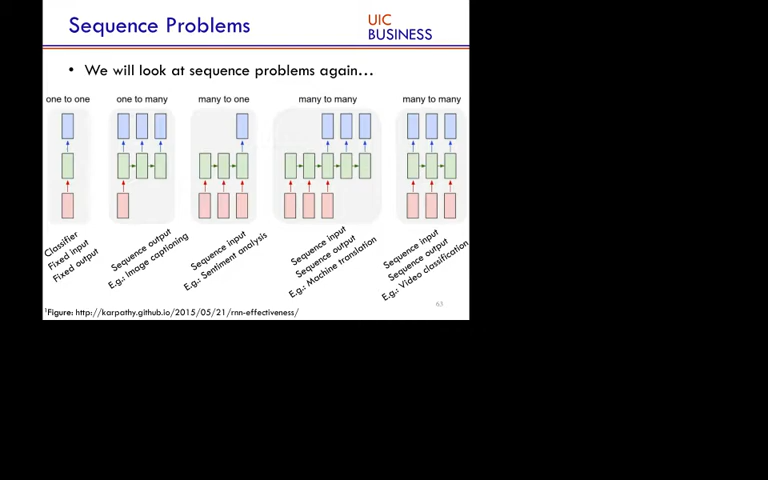 Sequence Problems
UIC
BUSINESS
• We will look at sequence problems again…
one to one
one to many
many to one
many to many
many to many
Classifier
Fixed input
Fixed output
Sequence output
E.g.: Image captioning
Sequence input
E.g.: Sentiment analysis
Sequence input
Sequence output
E.g.: Machine translation
Sequence input
Sequence output
E.g.: Video classification
63
¹Figure: http://karpathy.github.io/2015/05/21/rnn-effectiveness/